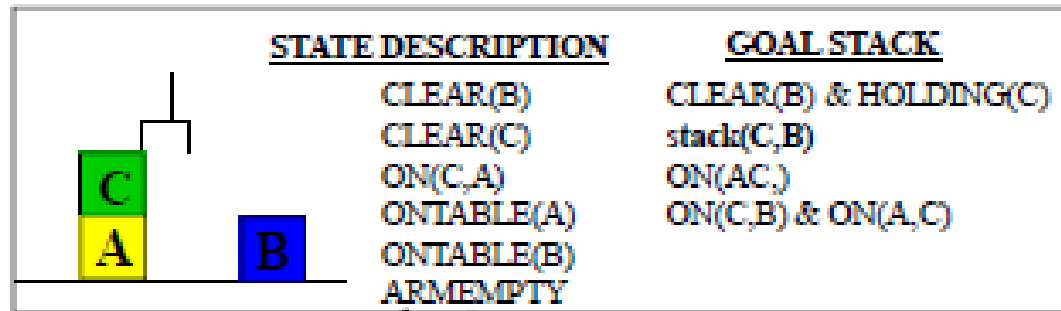 STATE DESCRIPTION
GOAL STACK
CLEAR(B)
CLEAR(B) & HOLDING(C)
CLEAR(C)
stack(C,B)
ON(C,A)
ON(AC,)
ONTABLE(A)
ON(C,B) & ON(A,C)
ONTABLE(B)
ARMEMPTY
C
A
B